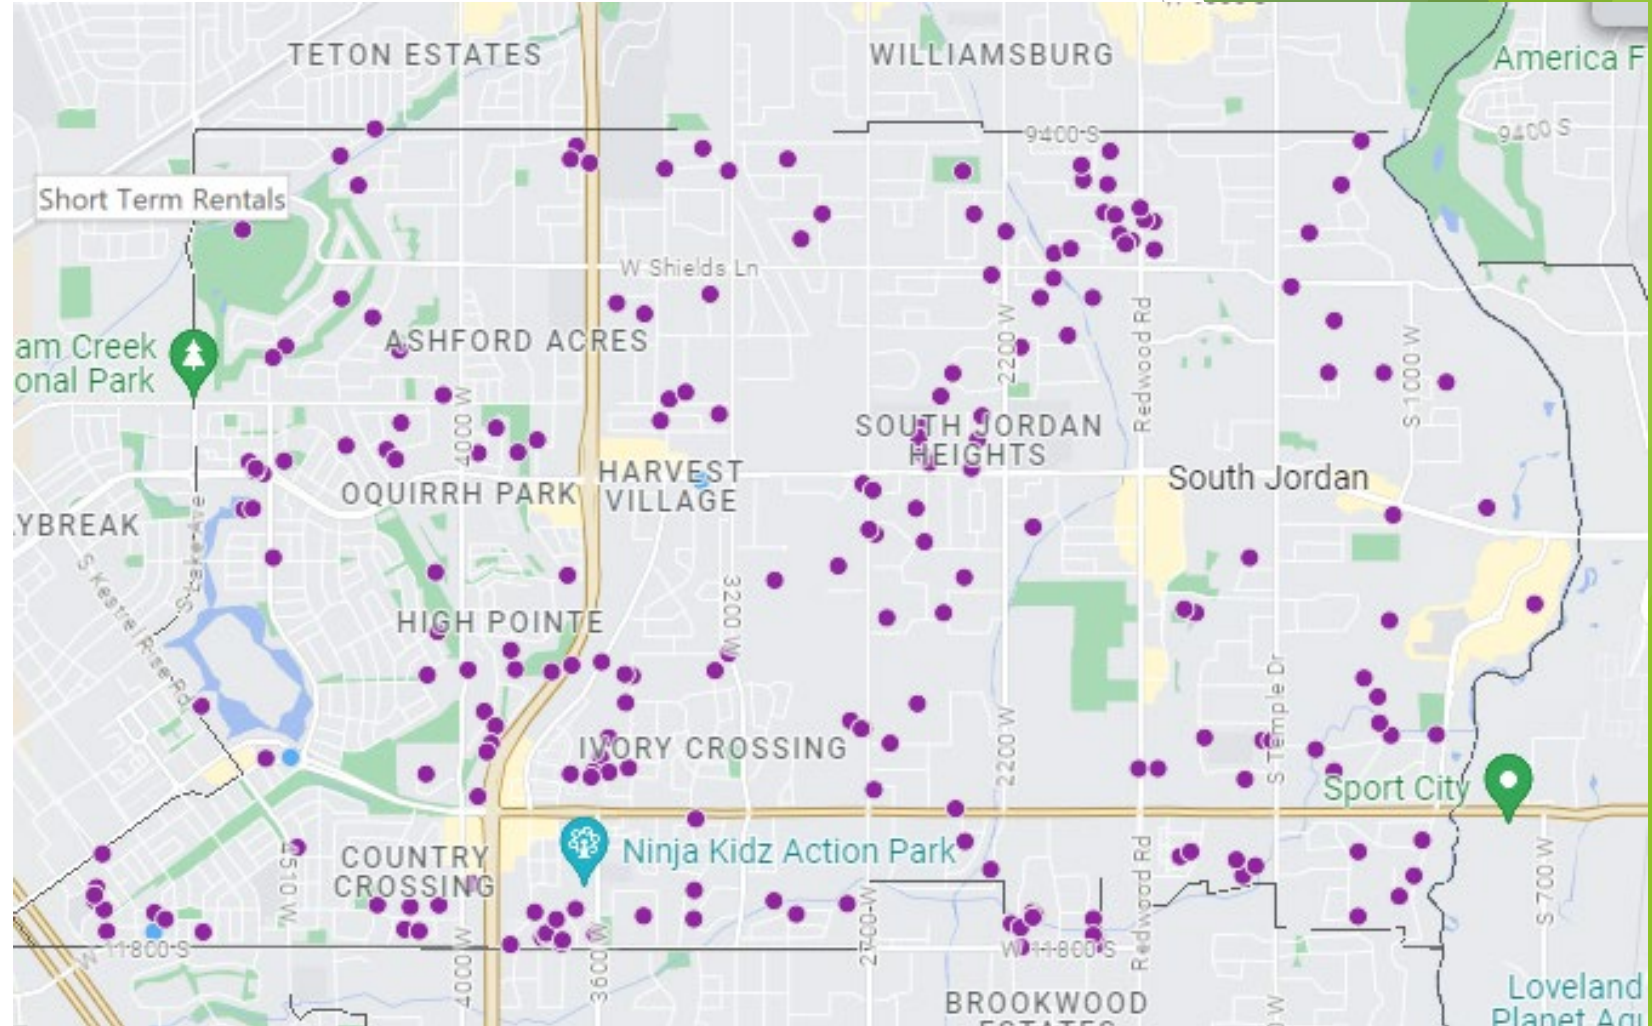 TETON ESTATES
WILLIAMSBURG
America F
9400 S
9400 S
Short Term Rentals
W Shields Ln
am Creek
onal Park
ASHFORD ACRES
2200 W
Redwood Rd
S 1000 W
4000 W
SOUTH JORDAN
HEIGHTS
HARVEST
VILLAGE
South Jordan
OQUIRRH PARK
YBREAK
S Lake Ave
S Kestrel Rise Rd
3200 W
HIGH POINTE
S Temple Dr
2200 W
IVORY CROSSING
Sport City
Ninja Kidz Action Park
COUNTRY
CROSSING
4510 W
Redwood Rd
S 700 W
2700 W
W 11800 S
W 11800 S
4000 W
3600 W
BROOKWOOD
ESTATES
Loveland
Planet Aqu